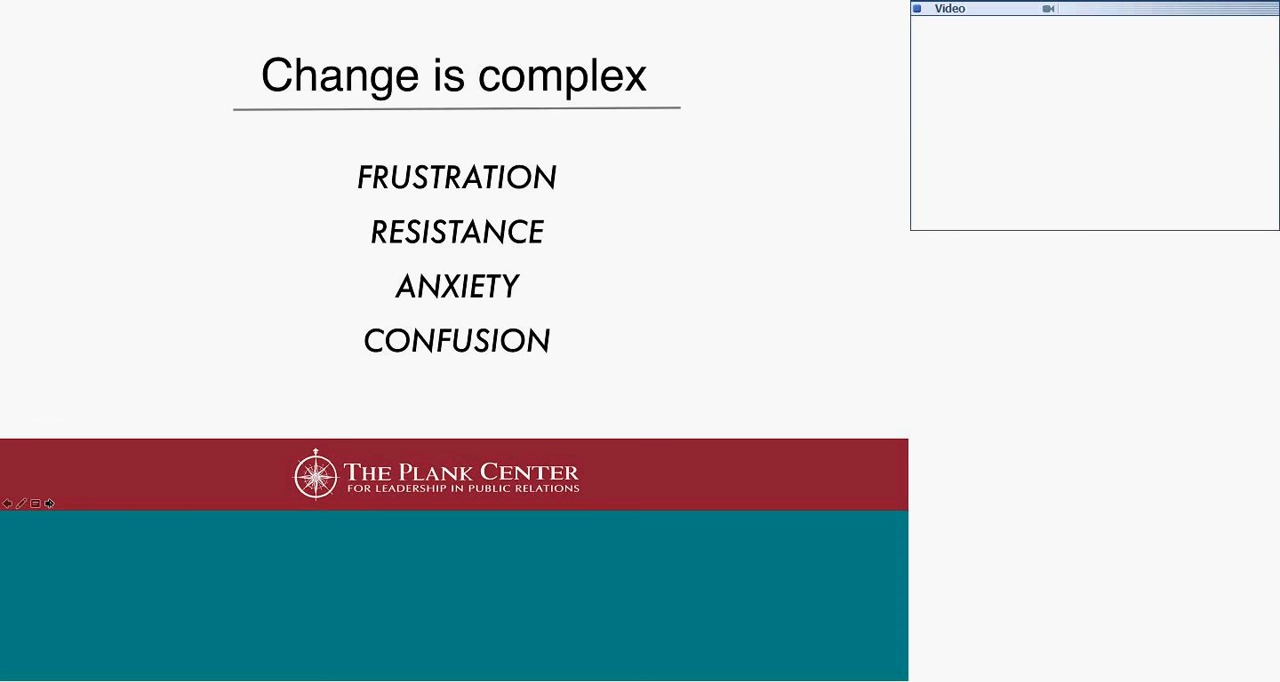 Change is complex
FRUSTRATION
RESISTANCE
ANXIETY
CONFUSION
THE PLANK CENTER
FOR LEADERSHIP IN PUBLIC RELATIONS
Video